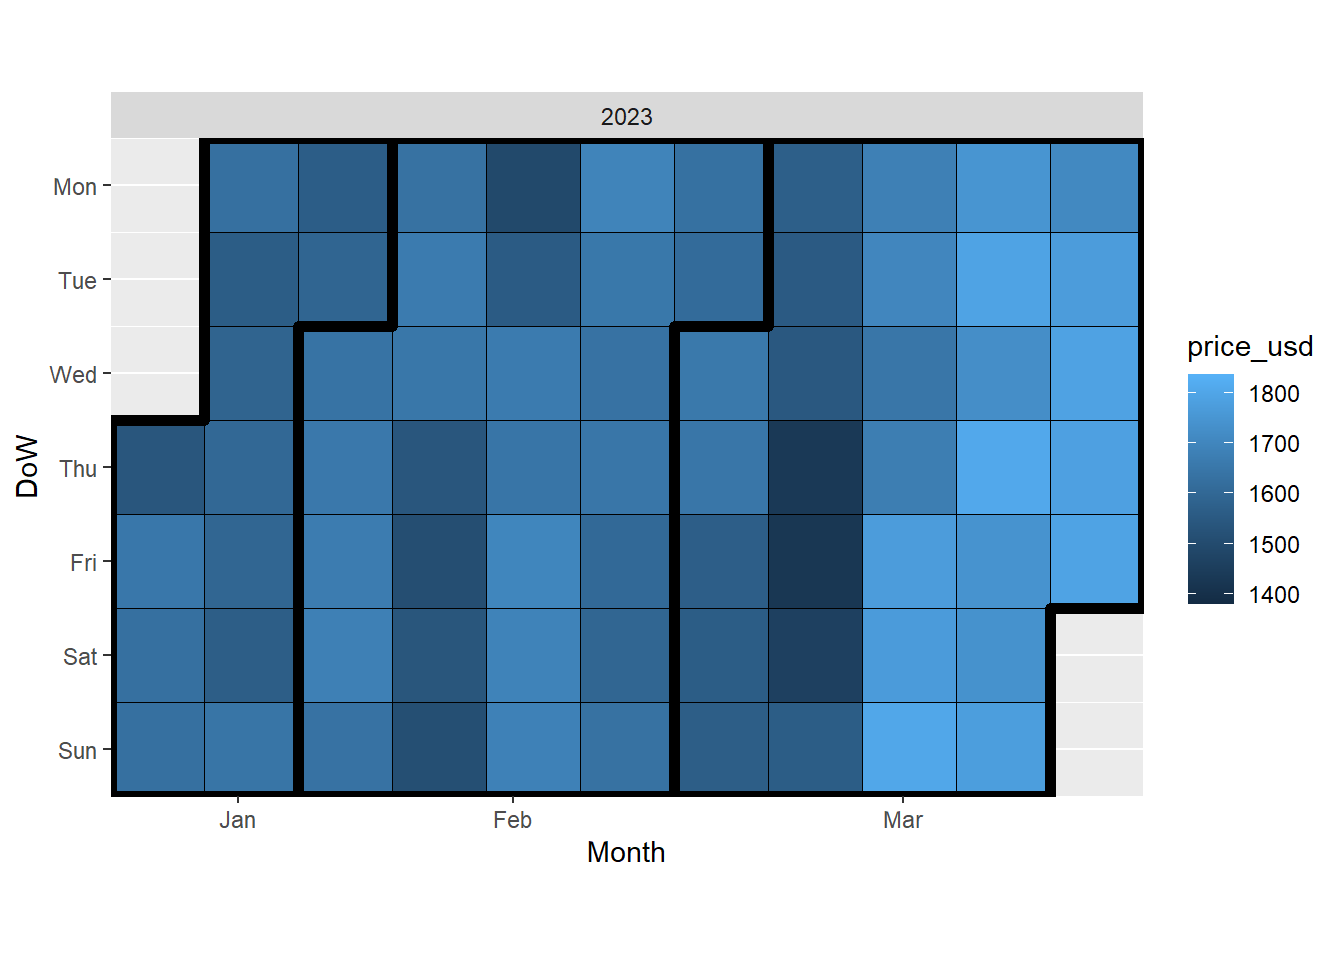 2023
Mon
Tue
Wed
Thu
Fri
Sat
Sun
DoW
Jan Feb Mar
Month
price_usd
1800
1700
1600
1500
1400